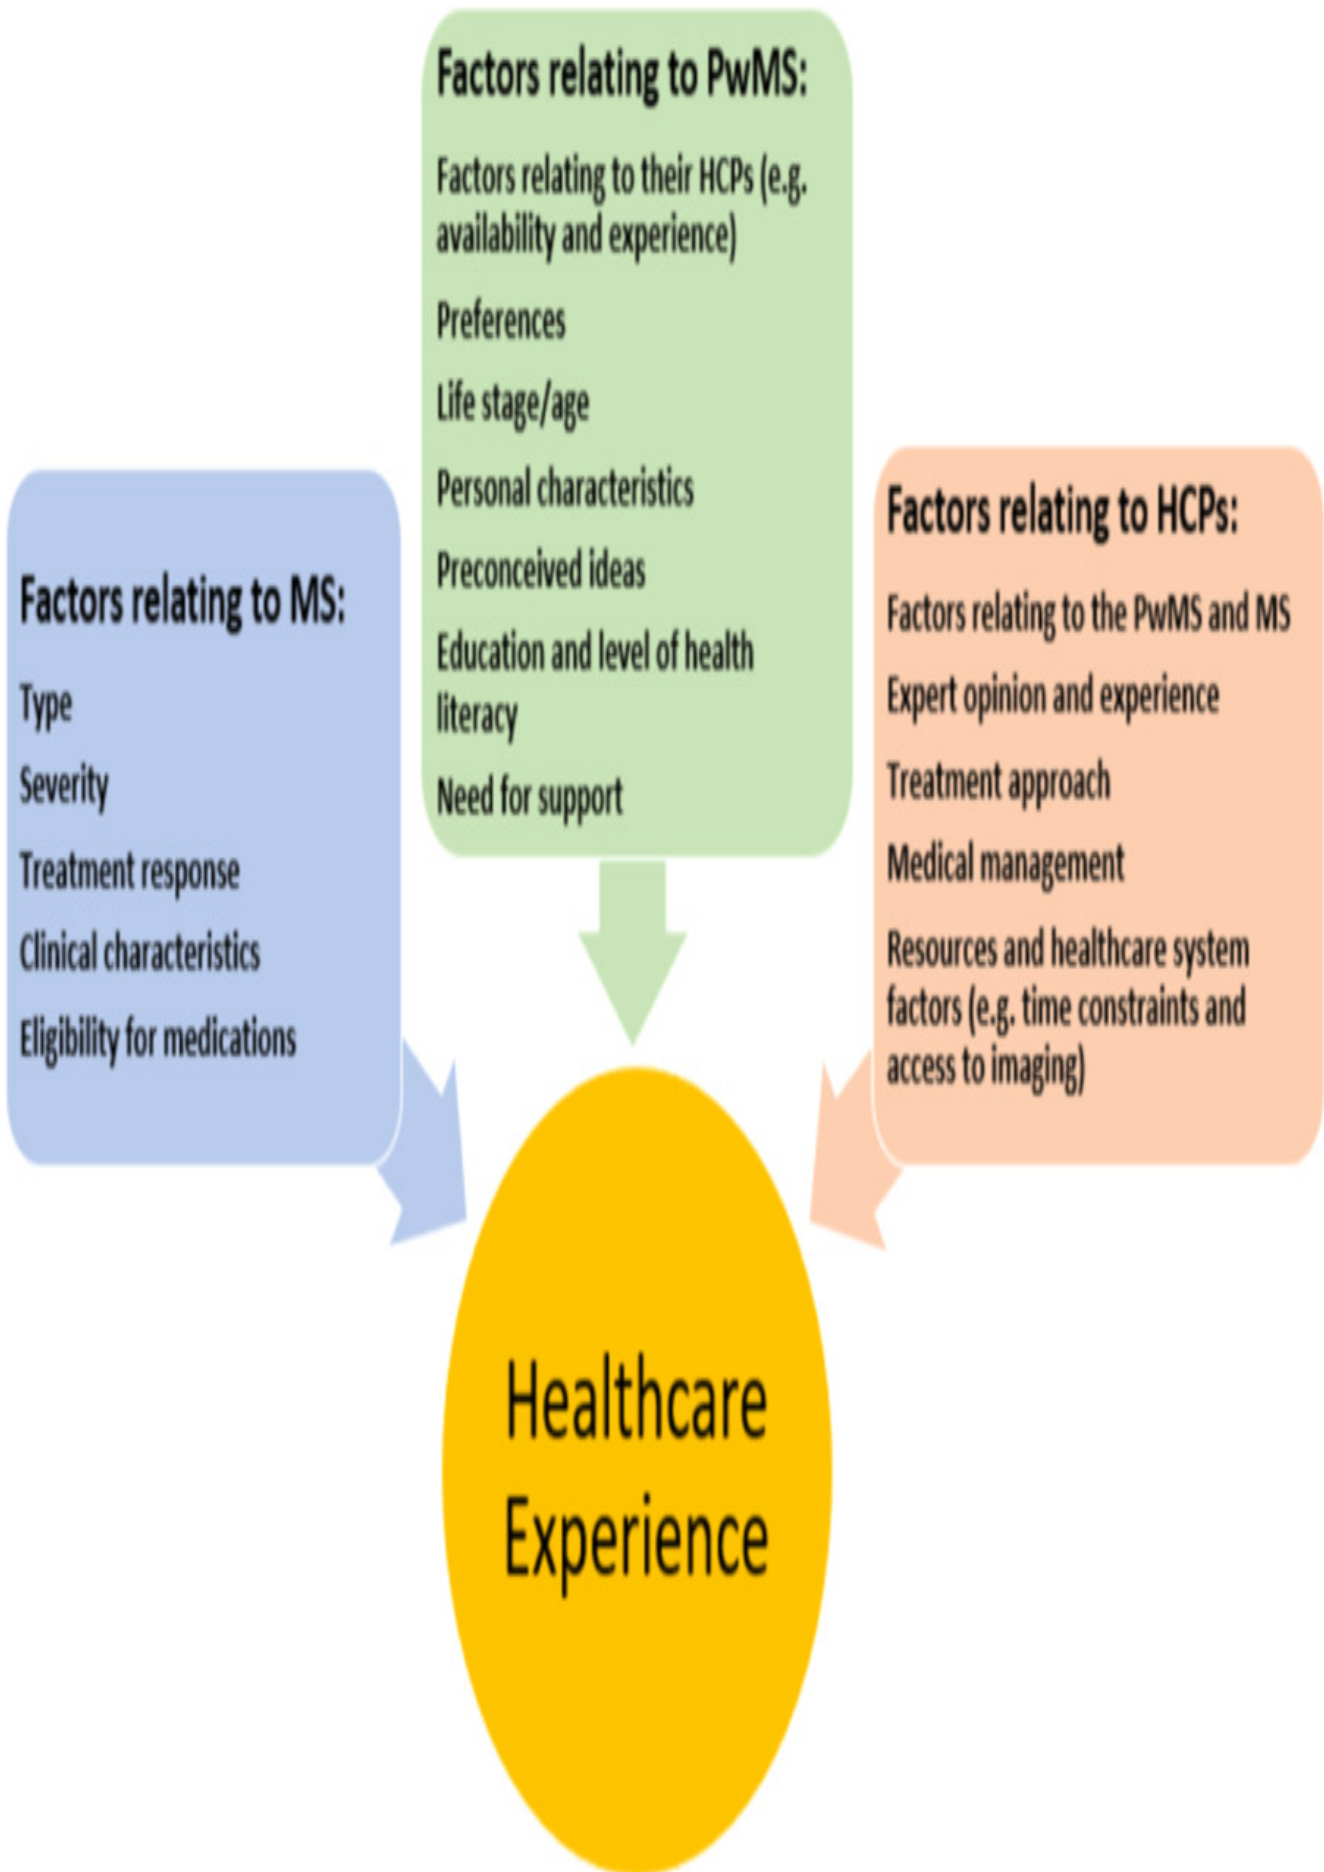 Factors relating to PwMS:
Factors relating to their HCPs (e.g.
availability and experience)
Preferences
Life stage/age
Personal characteristics
Preconceived ideas
Education and level of health
literacy
Need for support
Factors relating to MS:
Type
Severity
Treatment response
Clinical characteristics
Eligibility for medications
Factors relating to HCPs:
Factors relating to the PwMS and MS
Expert opinion and experience
Treatment approach
Medical management
Resources and healthcare system
factors (e.g. time constraints and
access to imaging)
Healthcare
Experience